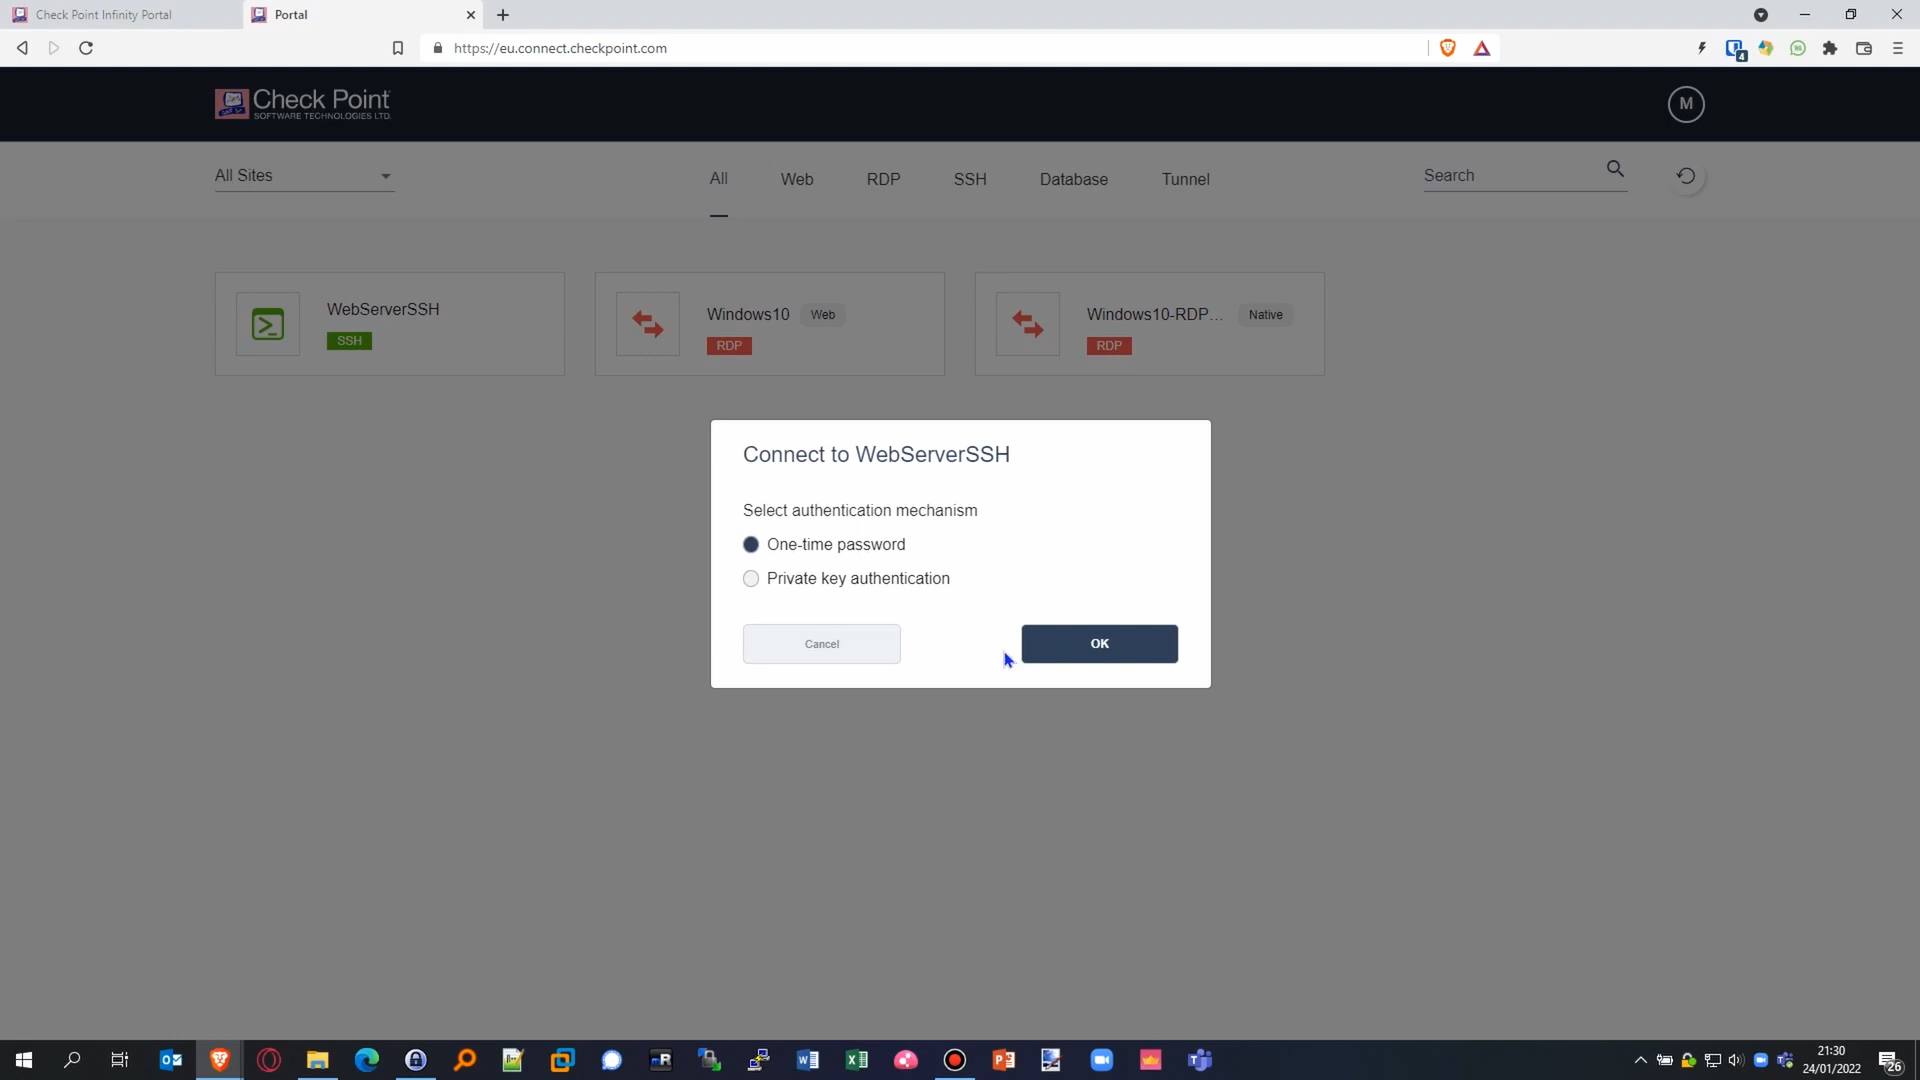 Check Point Infinity Portal
Portal
https://eu.connect.checkpoint.com
4
Check Point
SOFTWARE TECHNOLOGIES LTD.
M
All Sites
All
Web
RDP
SSH
Database
Tunnel
Search
WebServerSSH
SSH
Windows10
Web
RDP
Windows10-RDP...
Native
RDP
Connect to WebServerSSH
Select authentication mechanism
One-time password
Private key authentication
Cancel
OK
21:30
24/01/2022
26